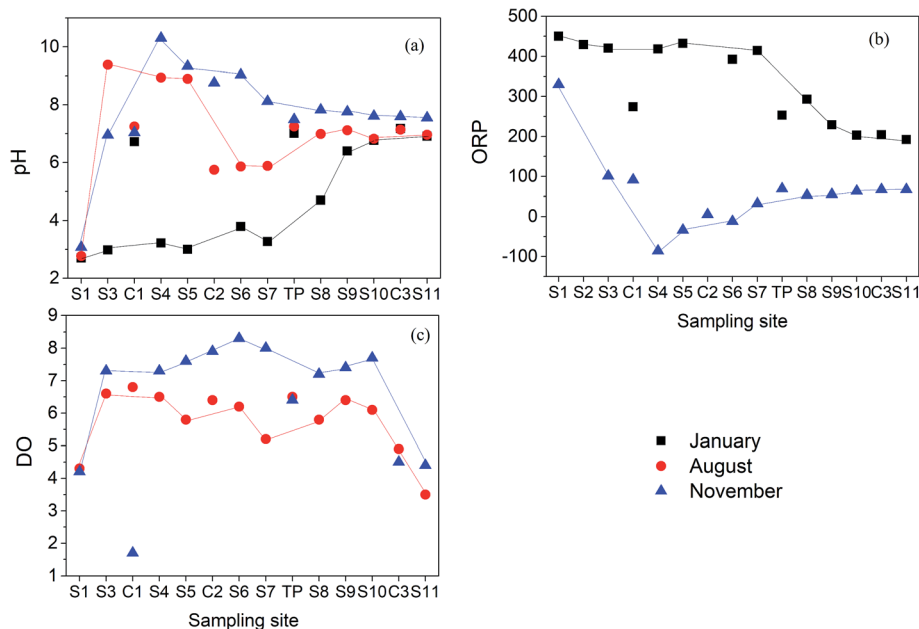 (a)
pH
10
8
6
4
2
S1 S3 C1 S4 S5 C2 S6 S7 TP S8 S9 S10 C3 S11
(b)
ORP
500
400
300
200
100
0
-100
S1 S2 S3 C1 S4 S5 C2 S6 S7 TP S8 S9 S10 C3 S11
Sampling site
(c)
DO
9
8
7
6
5
4
3
2
1
S1 S3 C1 S4 S5 C2 S6 S7 TP S8 S9 S10 C3 S11
Sampling site
January
August
November